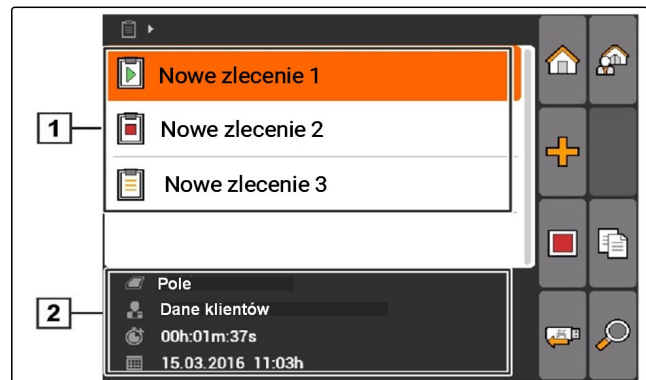 Nowe zlecenie 1
1
Nowe zlecenie 2
Nowe zlecenie 3
Pole
2
Dane klientów
00h:01m:37s
15.03.2016 11:03h